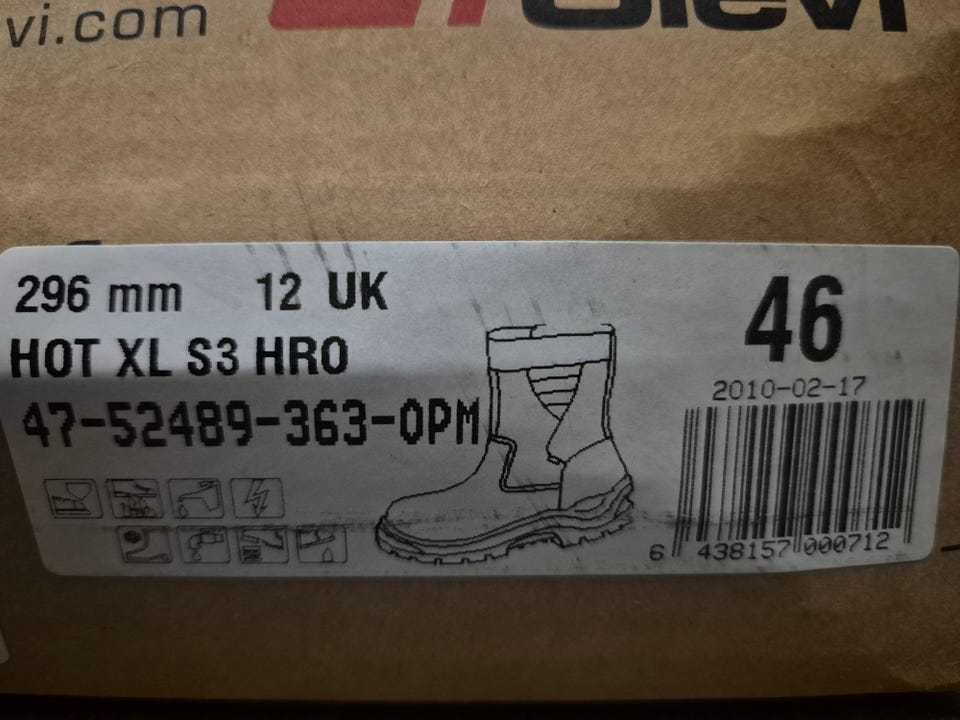 vi.com
296 mm 12 UK
46
HOT XL S3 HRO
2010-02-17
47-52489-363-0PM
6 438157 000712